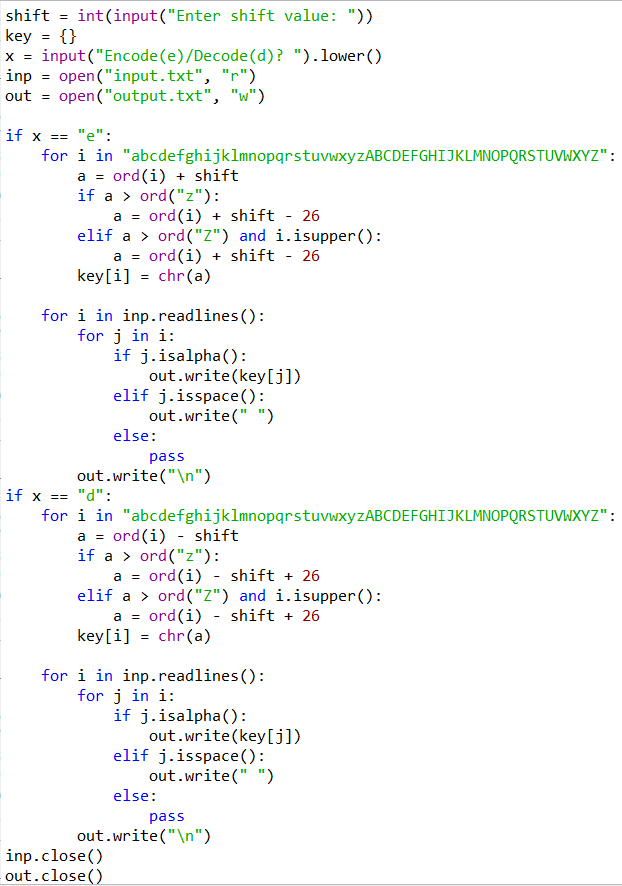 shift = int(input("Enter shift value: "))
key = {}
x = input("Encode(e)/Decode(d)? ").lower()
inp = open("input.txt", "r")
out = open("output.txt", "w")

if x == "e":
    for i in "abcdefghijklmnopqrstuvwxyzABCDEFGHIJKLMNOPQRSTUVWXYZ":
        a = ord(i) + shift
        if a > ord("z"):
            a = ord(i) + shift - 26
        elif a > ord("Z") and i.isupper():
            a = ord(i) + shift - 26
        key[i] = chr(a)

    for i in inp.readlines():
        for j in i:
            if j.isalpha():
                out.write(key[j])
            elif j.isspace():
                out.write(" ")
            else:
                pass
        out.write("\n")
if x == "d":
    for i in "abcdefghijklmnopqrstuvwxyzABCDEFGHIJKLMNOPQRSTUVWXYZ":
        a = ord(i) - shift
        if a > ord("z"):
            a = ord(i) - shift + 26
        elif a > ord("Z") and i.isupper():
            a = ord(i) - shift + 26
        key[i] = chr(a)

    for i in inp.readlines():
        for j in i:
            if j.isalpha():
                out.write(key[j])
            elif j.isspace():
                out.write(" ")
            else:
                pass
        out.write("\n")
inp.close()
out.close()